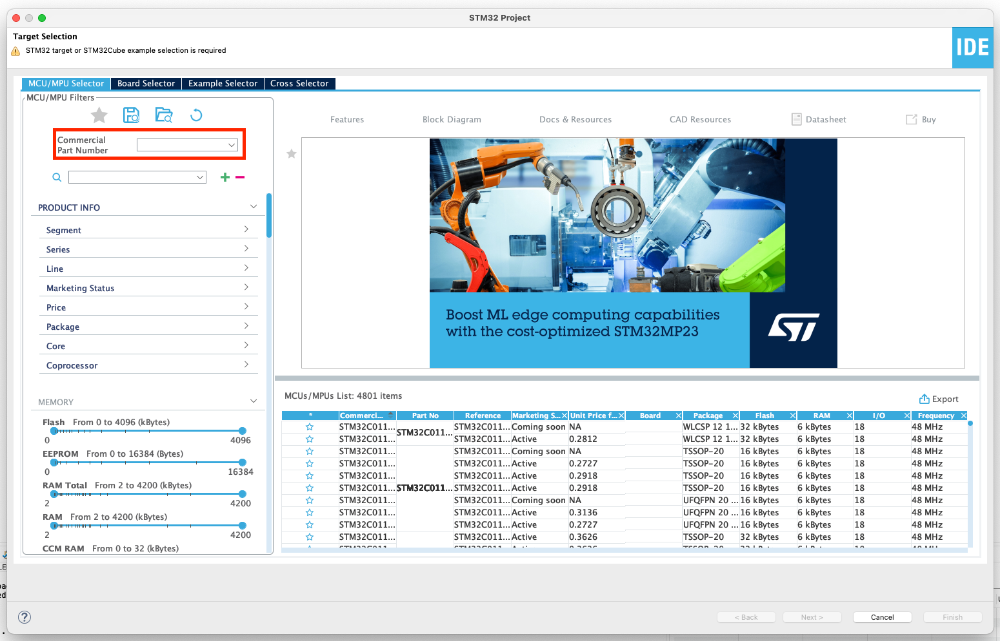 STM32 Project
Target Selection
STM32 target or STM32Cube example selection is required
IDE
MCU/MPU Selector
Board Selector
Example Selector
Cross Selector
MCU/MPU Filters
Commercial
Part Number
PRODUCT INFO
Segment
Series
Line
Marketing Status
Price
Package
Core
Coprocessor
MEMORY
Flash From 0 to 4096 (kBytes)
0 4096
EEPROM From 0 to 16384 (Bytes)
0 16384
RAM Total From 2 to 4200 (kBytes)
2 4200
RAM From 2 to 4200 (kBytes)
2 4200
CCM RAM From 0 to 32 (kBytes)
Features Block Diagram Docs & Resources CAD Resources Datasheet Buy
Boost ML edge computing capabilities
with the cost-optimized STM32MP23
ST
MCUs/MPUs List: 4801 items
Export
* Commerci... Part No Reference Marketing S... Unit Price f... Board Package Flash RAM I/O Frequency
STM32C011... STM32C011... STM32C011... Coming soon NA WLCSP 12 1... 32 kBytes 6 kBytes 18 48 MHz
STM32C011... STM32C011... Active 0.2812 WLCSP 12 1... 32 kBytes 6 kBytes 18 48 MHz
STM32C011... STM32C011... Coming soon NA TSSOP-20 16 kBytes 6 kBytes 18 48 MHz
STM32C011... STM32C011... Active 0.2727 TSSOP-20 16 kBytes 6 kBytes 18 48 MHz
STM32C011... STM32C011... Active 0.2918 TSSOP-20 16 kBytes 6 kBytes 18 48 MHz
STM32C011... STM32C011... STM32C011... Active 0.2918 TSSOP-20 16 kBytes 6 kBytes 18 48 MHz
STM32C011... STM32C011... Coming soon NA UFQFPN 20 ... 16 kBytes 6 kBytes 18 48 MHz
STM32C011... STM32C011... Active 0.3136 UFQFPN 20 ... 16 kBytes 6 kBytes 18 48 MHz
STM32C011... STM32C011... Active 0.2727 UFQFPN 20 ... 16 kBytes 6 kBytes 18 48 MHz
STM32C011... STM32C011... Active 0.3626 TSSOP-20 32 kBytes 6 kBytes 18 48 MHz
< Back
Next >
Cancel
Finish